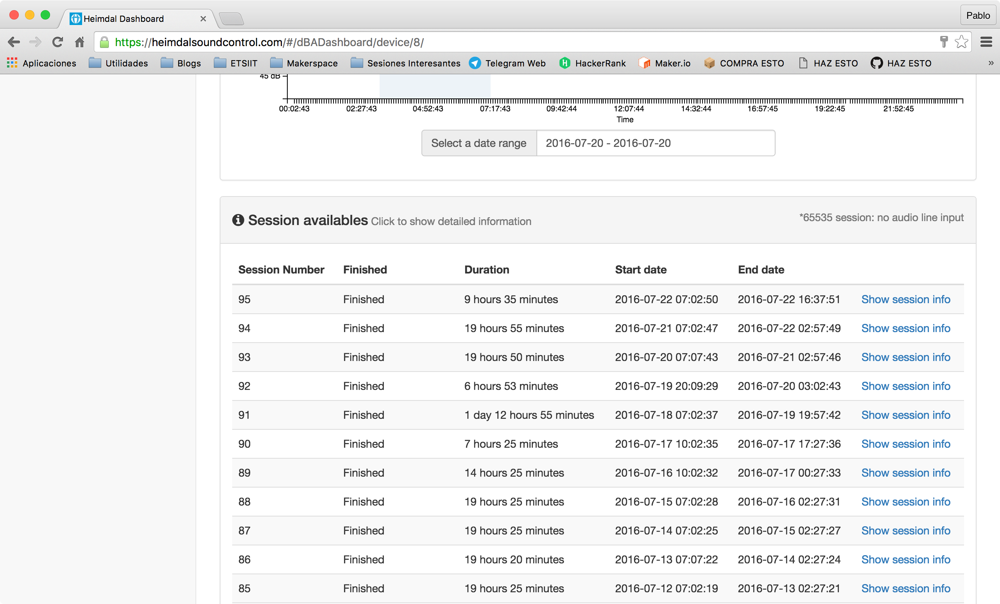 Heimdal Dashboard
Pablo
https://heimdalsoundcontrol.com/#/dBADashboard/device/8/
Aplicaciones Utilidades Blogs ETSIIT Makerspace Sesiones Interesantes Telegram Web HackerRank Maker.io COMPRA ESTO HAZ ESTO HAZ ESTO »
45 dB
00:02:43 02:27:43 04:52:43 07:17:43 09:42:44 12:07:44 14:32:44 16:57:45 19:22:45 21:52:45
Time
Select a date range 2016-07-20 - 2016-07-20
Session availables Click to show detailed information *65535 session: no audio line input
Session Number Finished Duration Start date End date
95 Finished 9 hours 35 minutes 2016-07-22 07:02:50 2016-07-22 16:37:51 Show session info
94 Finished 19 hours 55 minutes 2016-07-21 07:02:47 2016-07-22 02:57:49 Show session info
93 Finished 19 hours 50 minutes 2016-07-20 07:07:43 2016-07-21 02:57:46 Show session info
92 Finished 6 hours 53 minutes 2016-07-19 20:09:29 2016-07-20 03:02:43 Show session info
91 Finished 1 day 12 hours 55 minutes 2016-07-18 07:02:37 2016-07-19 19:57:42 Show session info
90 Finished 7 hours 25 minutes 2016-07-17 10:02:35 2016-07-17 17:27:36 Show session info
89 Finished 14 hours 25 minutes 2016-07-16 10:02:32 2016-07-17 00:27:33 Show session info
88 Finished 19 hours 25 minutes 2016-07-15 07:02:28 2016-07-16 02:27:31 Show session info
87 Finished 19 hours 25 minutes 2016-07-14 07:02:25 2016-07-15 02:27:27 Show session info
86 Finished 19 hours 20 minutes 2016-07-13 07:07:22 2016-07-14 02:27:24 Show session info
85 Finished 19 hours 25 minutes 2016-07-12 07:02:19 2016-07-13 02:27:21 Show session info